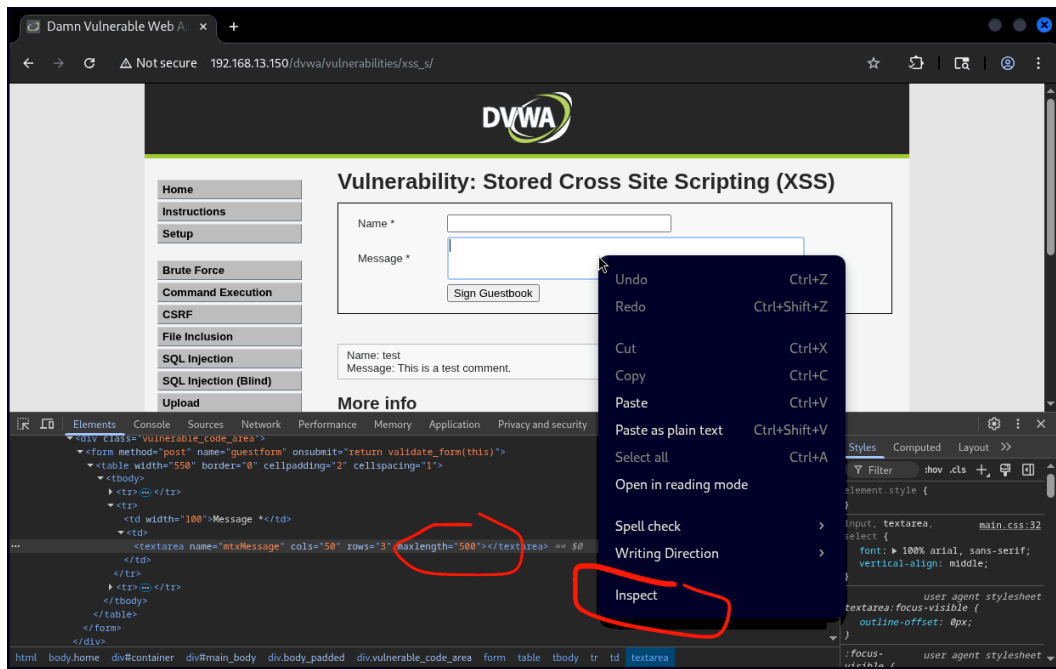 Damn Vulnerable Web A
Not secure 192.168.13.150/dvwa/vulnerabilities/xss_s/
DVWA
Vulnerability: Stored Cross Site Scripting (XSS)
Home
Instructions
Setup
Brute Force
Command Execution
CSRF
File Inclusion
SQL Injection
SQL Injection (Blind)
Upload
Name *
Message *
Sign Guestbook
Name: test
Message: This is a test comment.
More info
Undo Ctrl+Z
Redo Ctrl+Shift+Z
Cut Ctrl+X
Copy Ctrl+C
Paste Ctrl+V
Paste as plain text Ctrl+Shift+V
Select all Ctrl+A
Open in reading mode
Spell check
Writing Direction
Inspect
Elements Console Sources Network Performance Memory Application Privacy and security
<div class="vulnerable_code_area">
<form method="post" name="guestform" onsubmit="return validate_form(this)">
<table width="550" border="0" cellpadding="2" cellspacing="1">
<tbody>
<tr> … </tr>
<tr>
<td width="100">Message *</td>
<td>
<textarea name="mtxMessage" cols="50" rows="3" maxlength="500"></textarea> == $0
</td>
</tr>
<tr> … </tr>
</tbody>
</table>
</form>
</div>
html body.home div#container div#main_body div.body_padded div.vulnerable_code_area form table tbody tr td textarea
Styles Computed Layout
Filter :hov .cls
element.style {
}
input, textarea, main.css:32
select {
font: 100% arial, sans-serif;
vertical-align: middle;
}
user agent stylesheet
textarea:focus-visible {
outline-offset: 0px;
}
:focus- user agent stylesheet
visible {